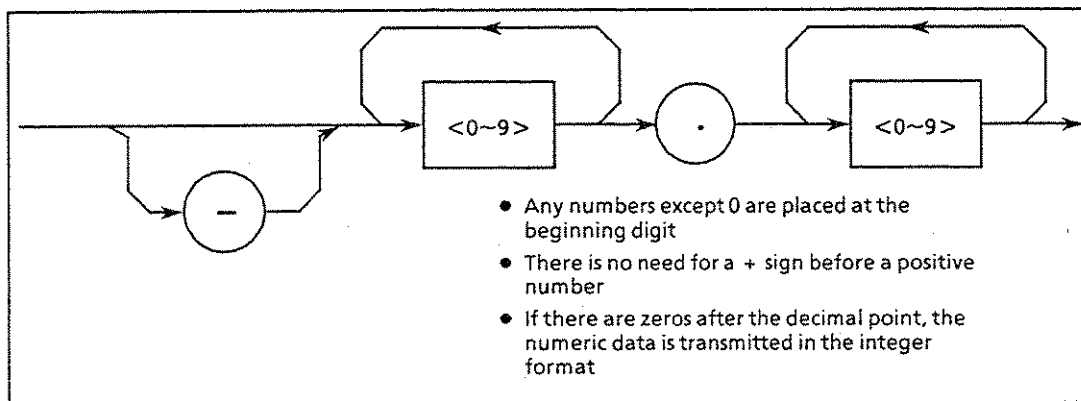 <0~9>
.
<0~9>
−
● Any numbers except 0 are placed at the
beginning digit
● There is no need for a + sign before a positive
number
● If there are zeros after the decimal point, the
numeric data is transmitted in the integer
format